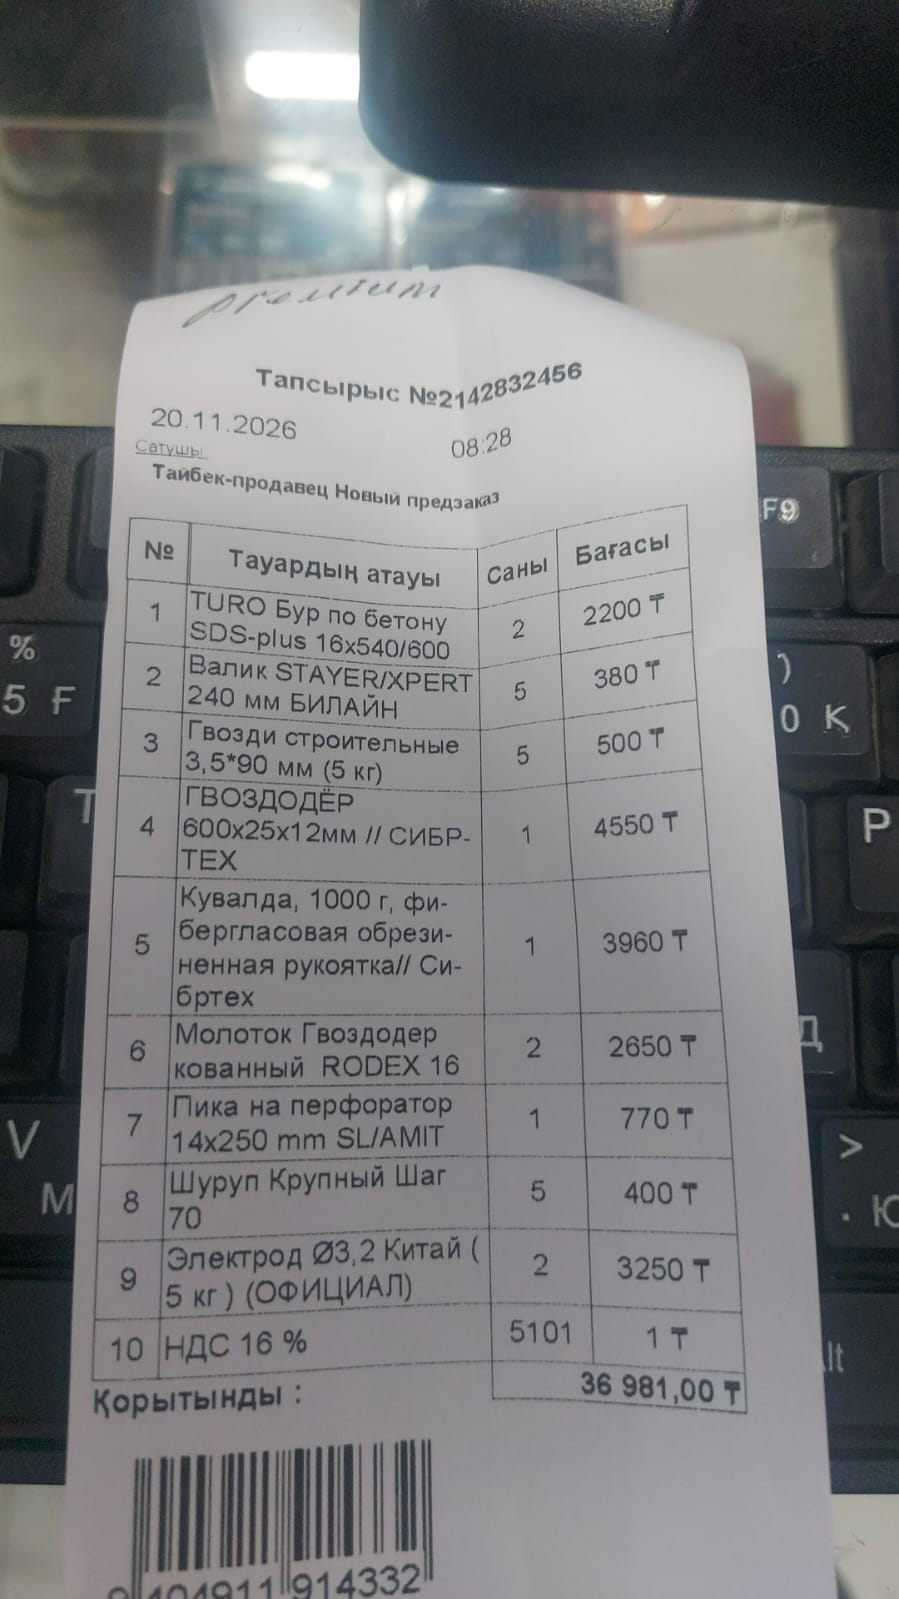 premium
Тапсырыс №2142832456
20.11.2026 08:28
Сатушы
Тайбек-продавец Новый предзаказ
№ Тауардың атауы Саны Бағасы
1 TURO Бур по бетону SDS-plus 16x540/600 2 2200 ₸
2 Валик STAYER/XPERT 240 мм БИЛАЙН 5 380 ₸
3 Гвозди строительные 3,5*90 мм (5 кг) 5 500 ₸
4 ГВОЗДОДЁР 600х25х12мм // СИБР-ТЕХ 1 4550 ₸
5 Кувалда, 1000 г, фи-бергласовая обрези-ненная рукоятка// Си-бртех 1 3960 ₸
6 Молоток Гвоздодер кованный RODEX 16 2 2650 ₸
7 Пика на перфоратор 14x250 mm SL/AMIT 1 770 ₸
8 Шуруп Крупный Шаг 70 5 400 ₸
9 Электрод Ø3,2 Китай ( 5 кг ) (ОФИЦИАЛ) 2 3250 ₸
10 НДС 16 % 5101 1 ₸
Қорытынды : 36 981,00 ₸
914332
F9
%
5 F
)
0 Қ
T
P
Д
V
M
>
. Ю
lt